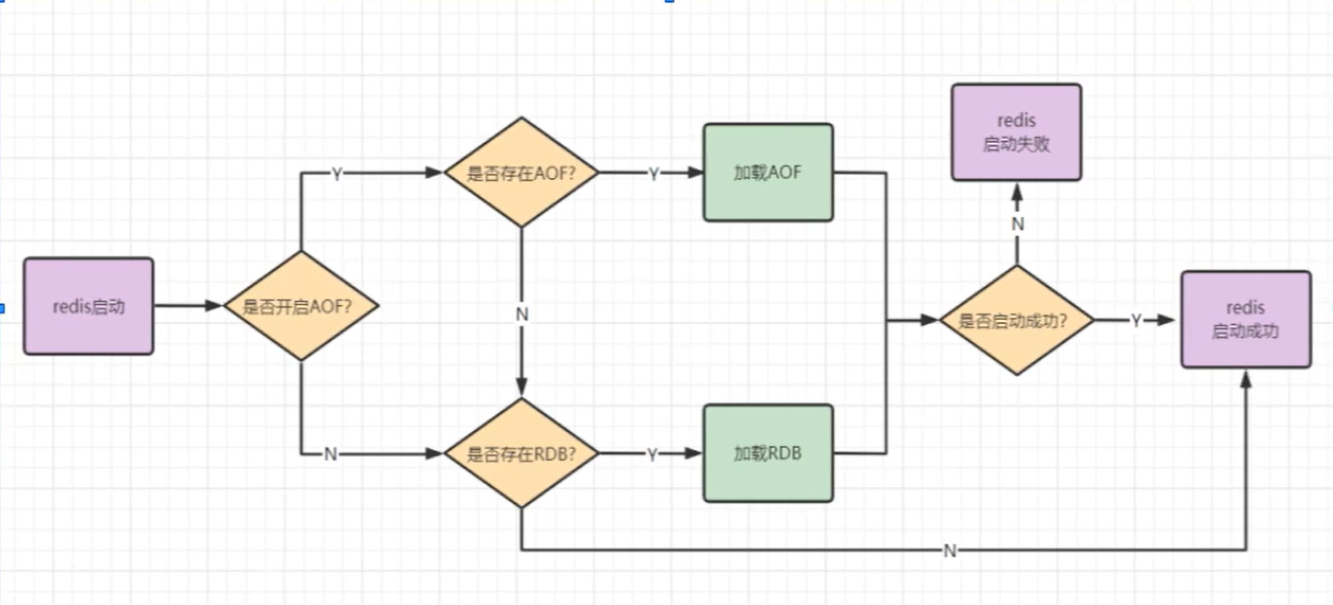 redis启动
是否开启AOF?
Y
N
是否存在AOF?
Y
N
是否存在RDB?
Y
N
加载AOF
加载RDB
是否启动成功?
N
redis
启动失败
Y
redis
启动成功